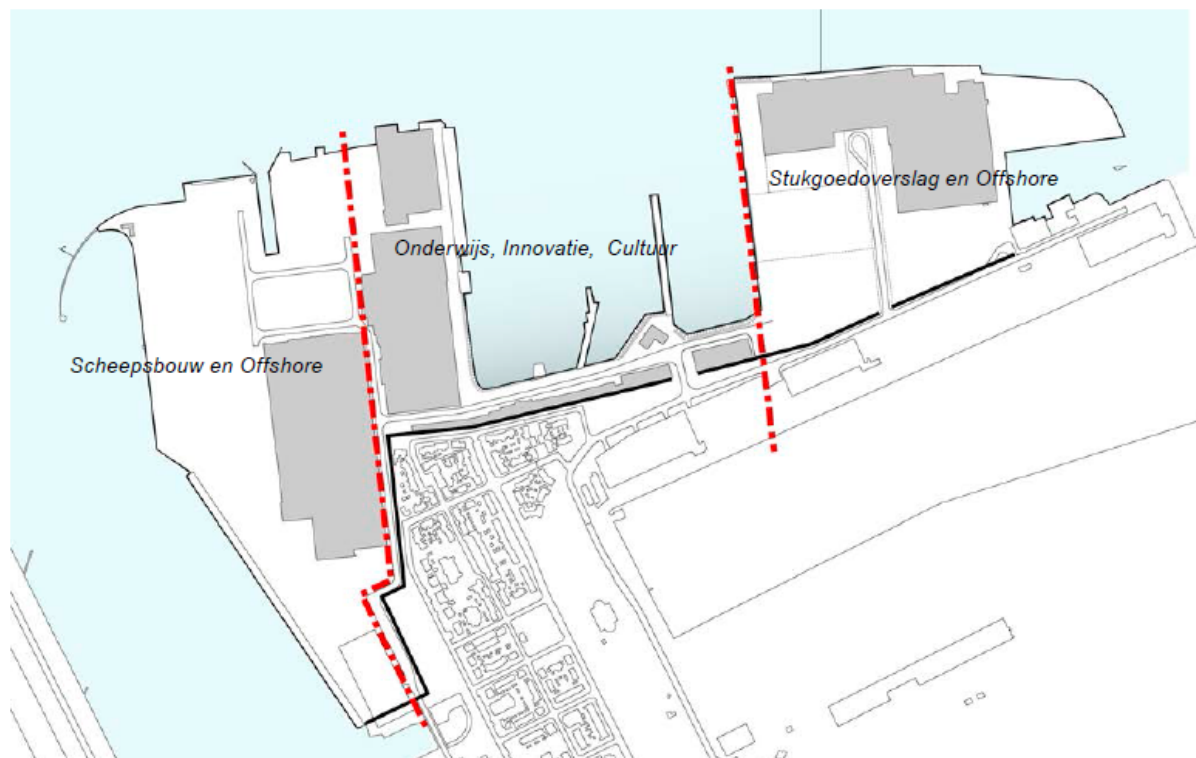 Stukgoedoverslag en Offshore
Onderwijs, Innovatie, Cultuur
Scheepsbouw en Offshore